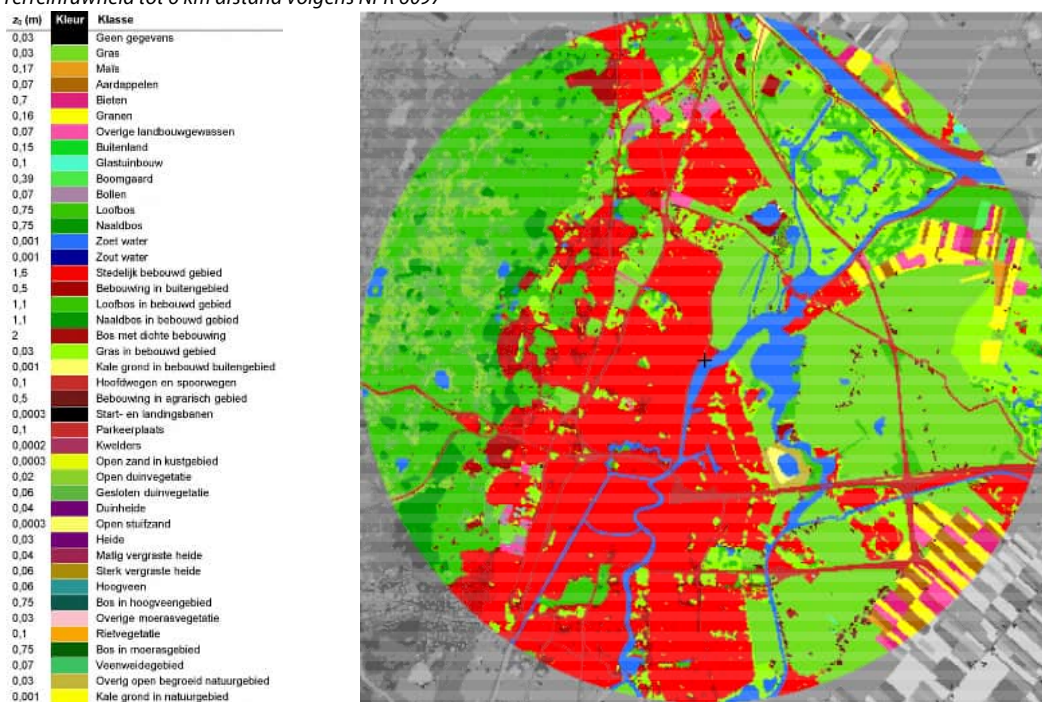 Terreinruwheid tot 6 km afstand volgens NPR 6097
z₀ (m) Kleur Klasse
0,03 Geen gegevens
0,03 Gras
0,17 Maïs
0,07 Aardappelen
0,7 Bieten
0,16 Granen
0,07 Overige landbouwgewassen
0,15 Buitenland
0,1 Glastuinbouw
0,39 Boomgaard
0,07 Bollen
0,75 Loofbos
0,75 Naaldbos
0,001 Zoet water
0,001 Zout water
1,6 Stedelijk bebouwd gebied
0,5 Bebouwing in buitengebied
1,1 Loofbos in bebouwd gebied
1,1 Naaldbos in bebouwd gebied
2 Bos met dichte bebouwing
0,03 Gras in bebouwd gebied
0,001 Kale grond in bebouwd buitengebied
0,1 Hoofdwegen en spoorwegen
0,5 Bebouwing in agrarisch gebied
0,0003 Start- en landingsbanen
0,1 Parkeerplaats
0,0002 Kwelders
0,0003 Open zand in kustgebied
0,02 Open duinvegetatie
0,06 Gesloten duinvegetatie
0,04 Duinheide
0,0003 Open stuifzand
0,03 Heide
0,04 Matig vergraste heide
0,06 Sterk vergraste heide
0,06 Hoogveen
0,75 Bos in hoogveengebied
0,03 Overige moerasvegetatie
0,1 Rietvegetatie
0,75 Bos in moerasgebied
0,07 Veenweidegebied
0,03 Overig open begroeid natuurgebied
0,001 Kale grond in natuurgebied